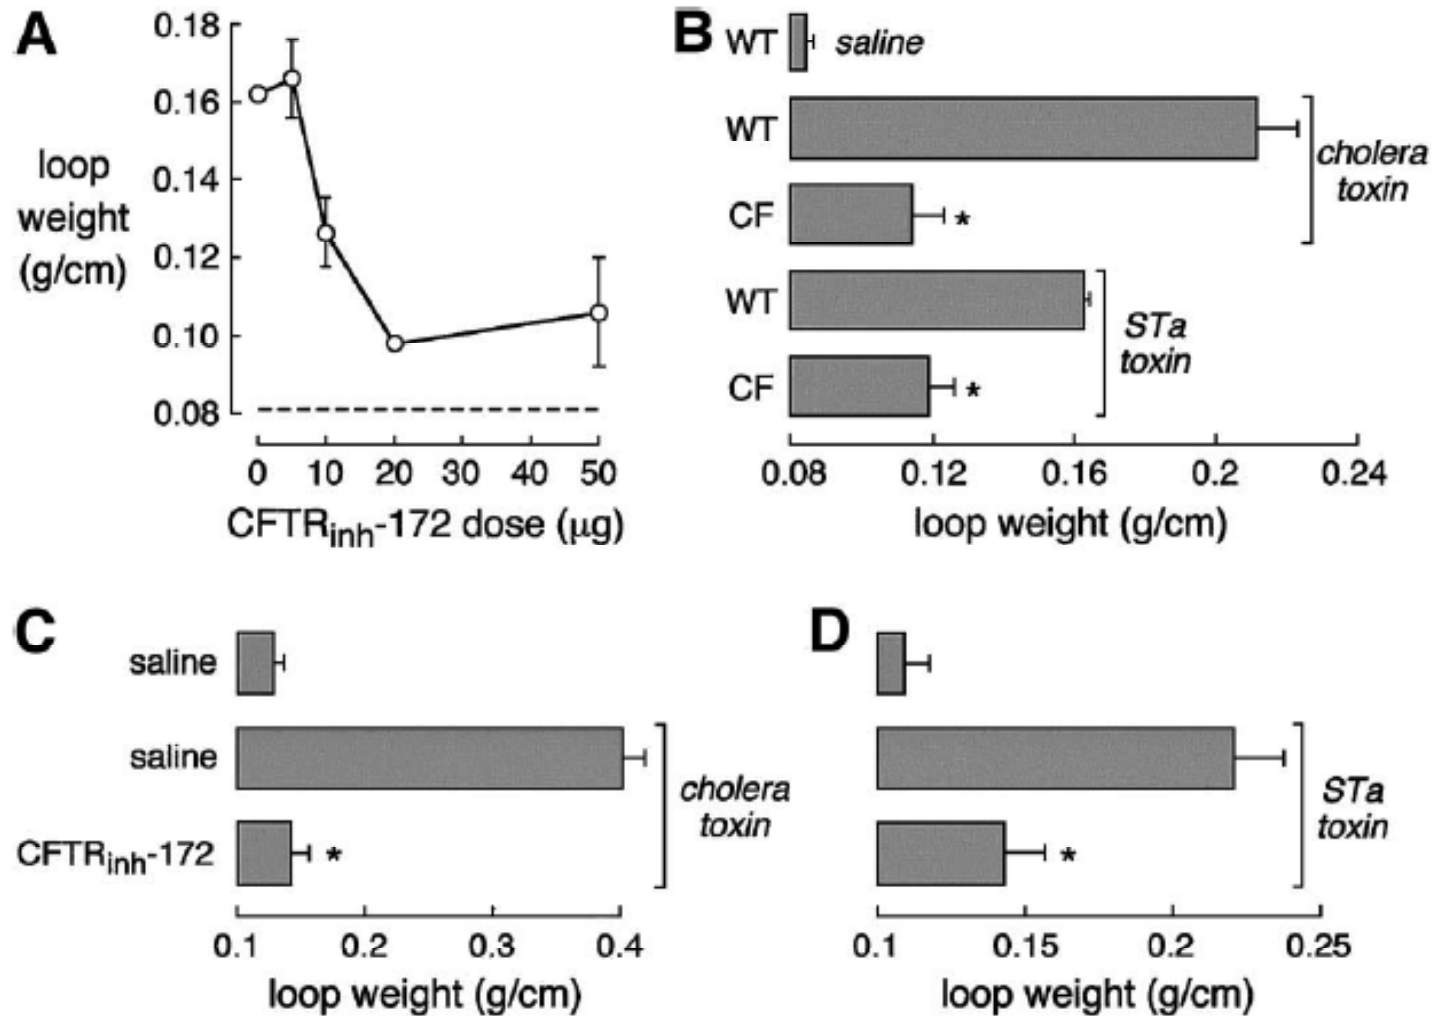 A
0.18
0.16
0.14
0.12
0.10
0.08
loop
weight
(g/cm)
0 10 20 30 40 50
CFTRinh-172 dose (µg)
B
WT saline
WT
CF *
cholera
toxin
WT
CF *
STa
toxin
0.08 0.12 0.16 0.2 0.24
loop weight (g/cm)
C
saline
saline
CFTRinh-172 *
cholera
toxin
0.1 0.2 0.3 0.4
loop weight (g/cm)
D
*
STa
toxin
0.1 0.15 0.2 0.25
loop weight (g/cm)